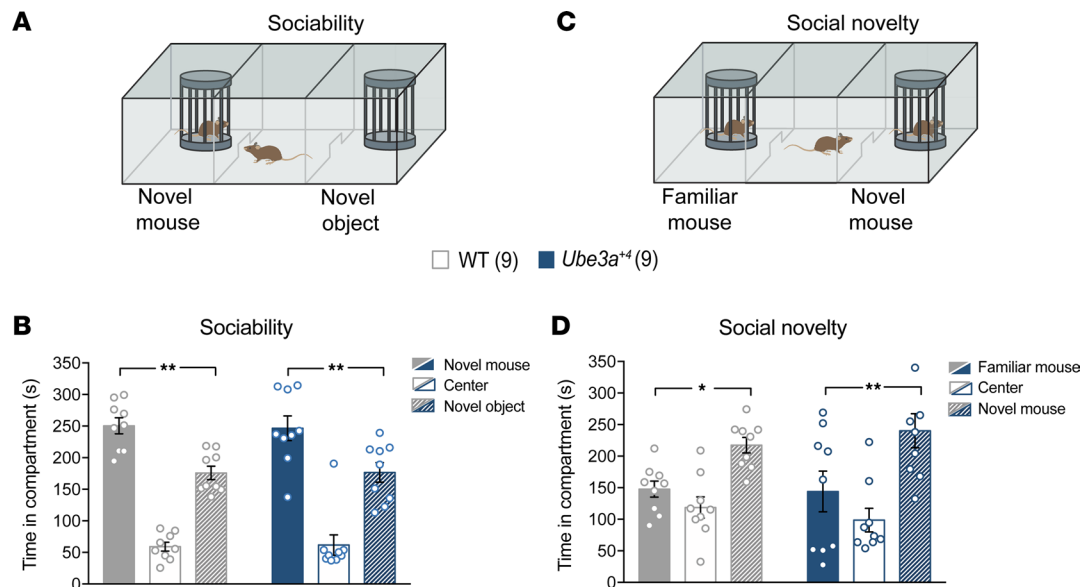 A
Sociability
Novel
mouse
Novel
object
C
Social novelty
Familiar
mouse
Novel
mouse
WT (9)
Ube3a+4 (9)
B
Sociability
Time in compartment (s)
350
300
250
200
150
100
50
0
**
**
Novel mouse
Center
Novel object
D
Social novelty
Time in compartment (s)
350
300
250
200
150
100
50
0
*
**
Familiar mouse
Center
Novel mouse